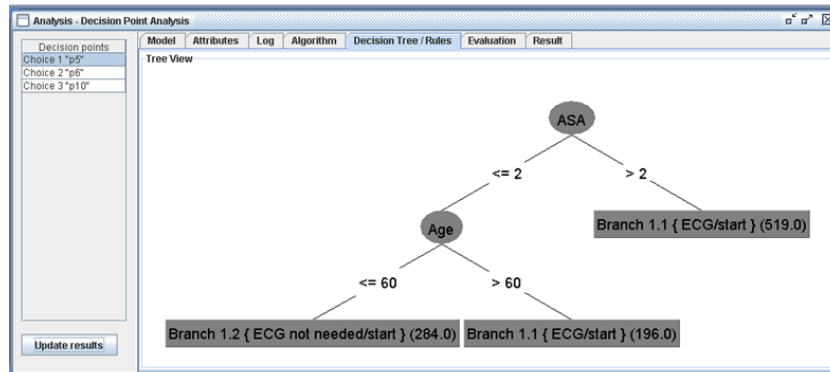 Analysis - Decision Point Analysis
Decision points
Choice 1 "p5"
Choice 2 "p6"
Choice 3 "p10"
Update results
Model Attributes Log Algorithm Decision Tree / Rules Evaluation Result
Tree View
ASA
<= 2 > 2
Age Branch 1.1 { ECG/start } (519.0)
<= 60 > 60
Branch 1.2 { ECG not needed/start } (284.0) Branch 1.1 { ECG/start } (196.0)